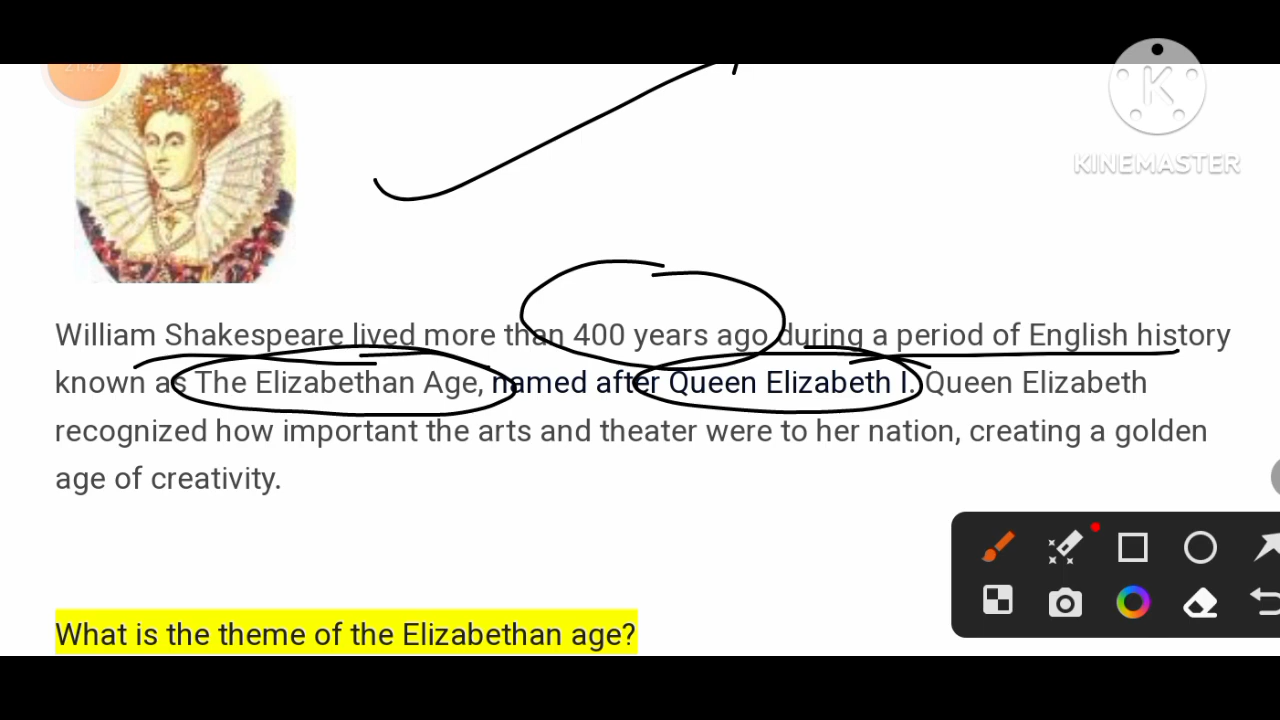 21:42
KINEMASTER
William Shakespeare lived more than 400 years ago during a period of English history
known as The Elizabethan Age, named after Queen Elizabeth I. Queen Elizabeth
recognized how important the arts and theater were to her nation, creating a golden
age of creativity.
What is the theme of the Elizabethan age?